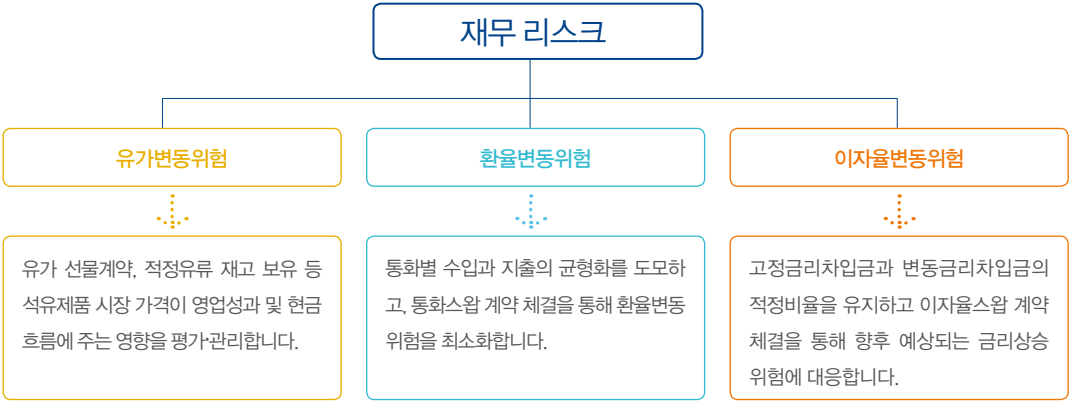 재무 리스크
유가변동위험
환율변동위험
이자율변동위험
유가 선물계약, 적정유류 재고 보유 등
석유제품 시장 가격이 영업성과 및 현금
흐름에 주는 영향을 평가·관리합니다.
통화별 수입과 지출의 균형화를 도모하
고, 통화스왑 계약 체결을 통해 환율변동
위험을 최소화합니다.
고정금리차입금과 변동금리차입금의
적정비율을 유지하고 이자율스왑 계약
체결을 통해 향후 예상되는 금리상승
위험에 대응합니다.